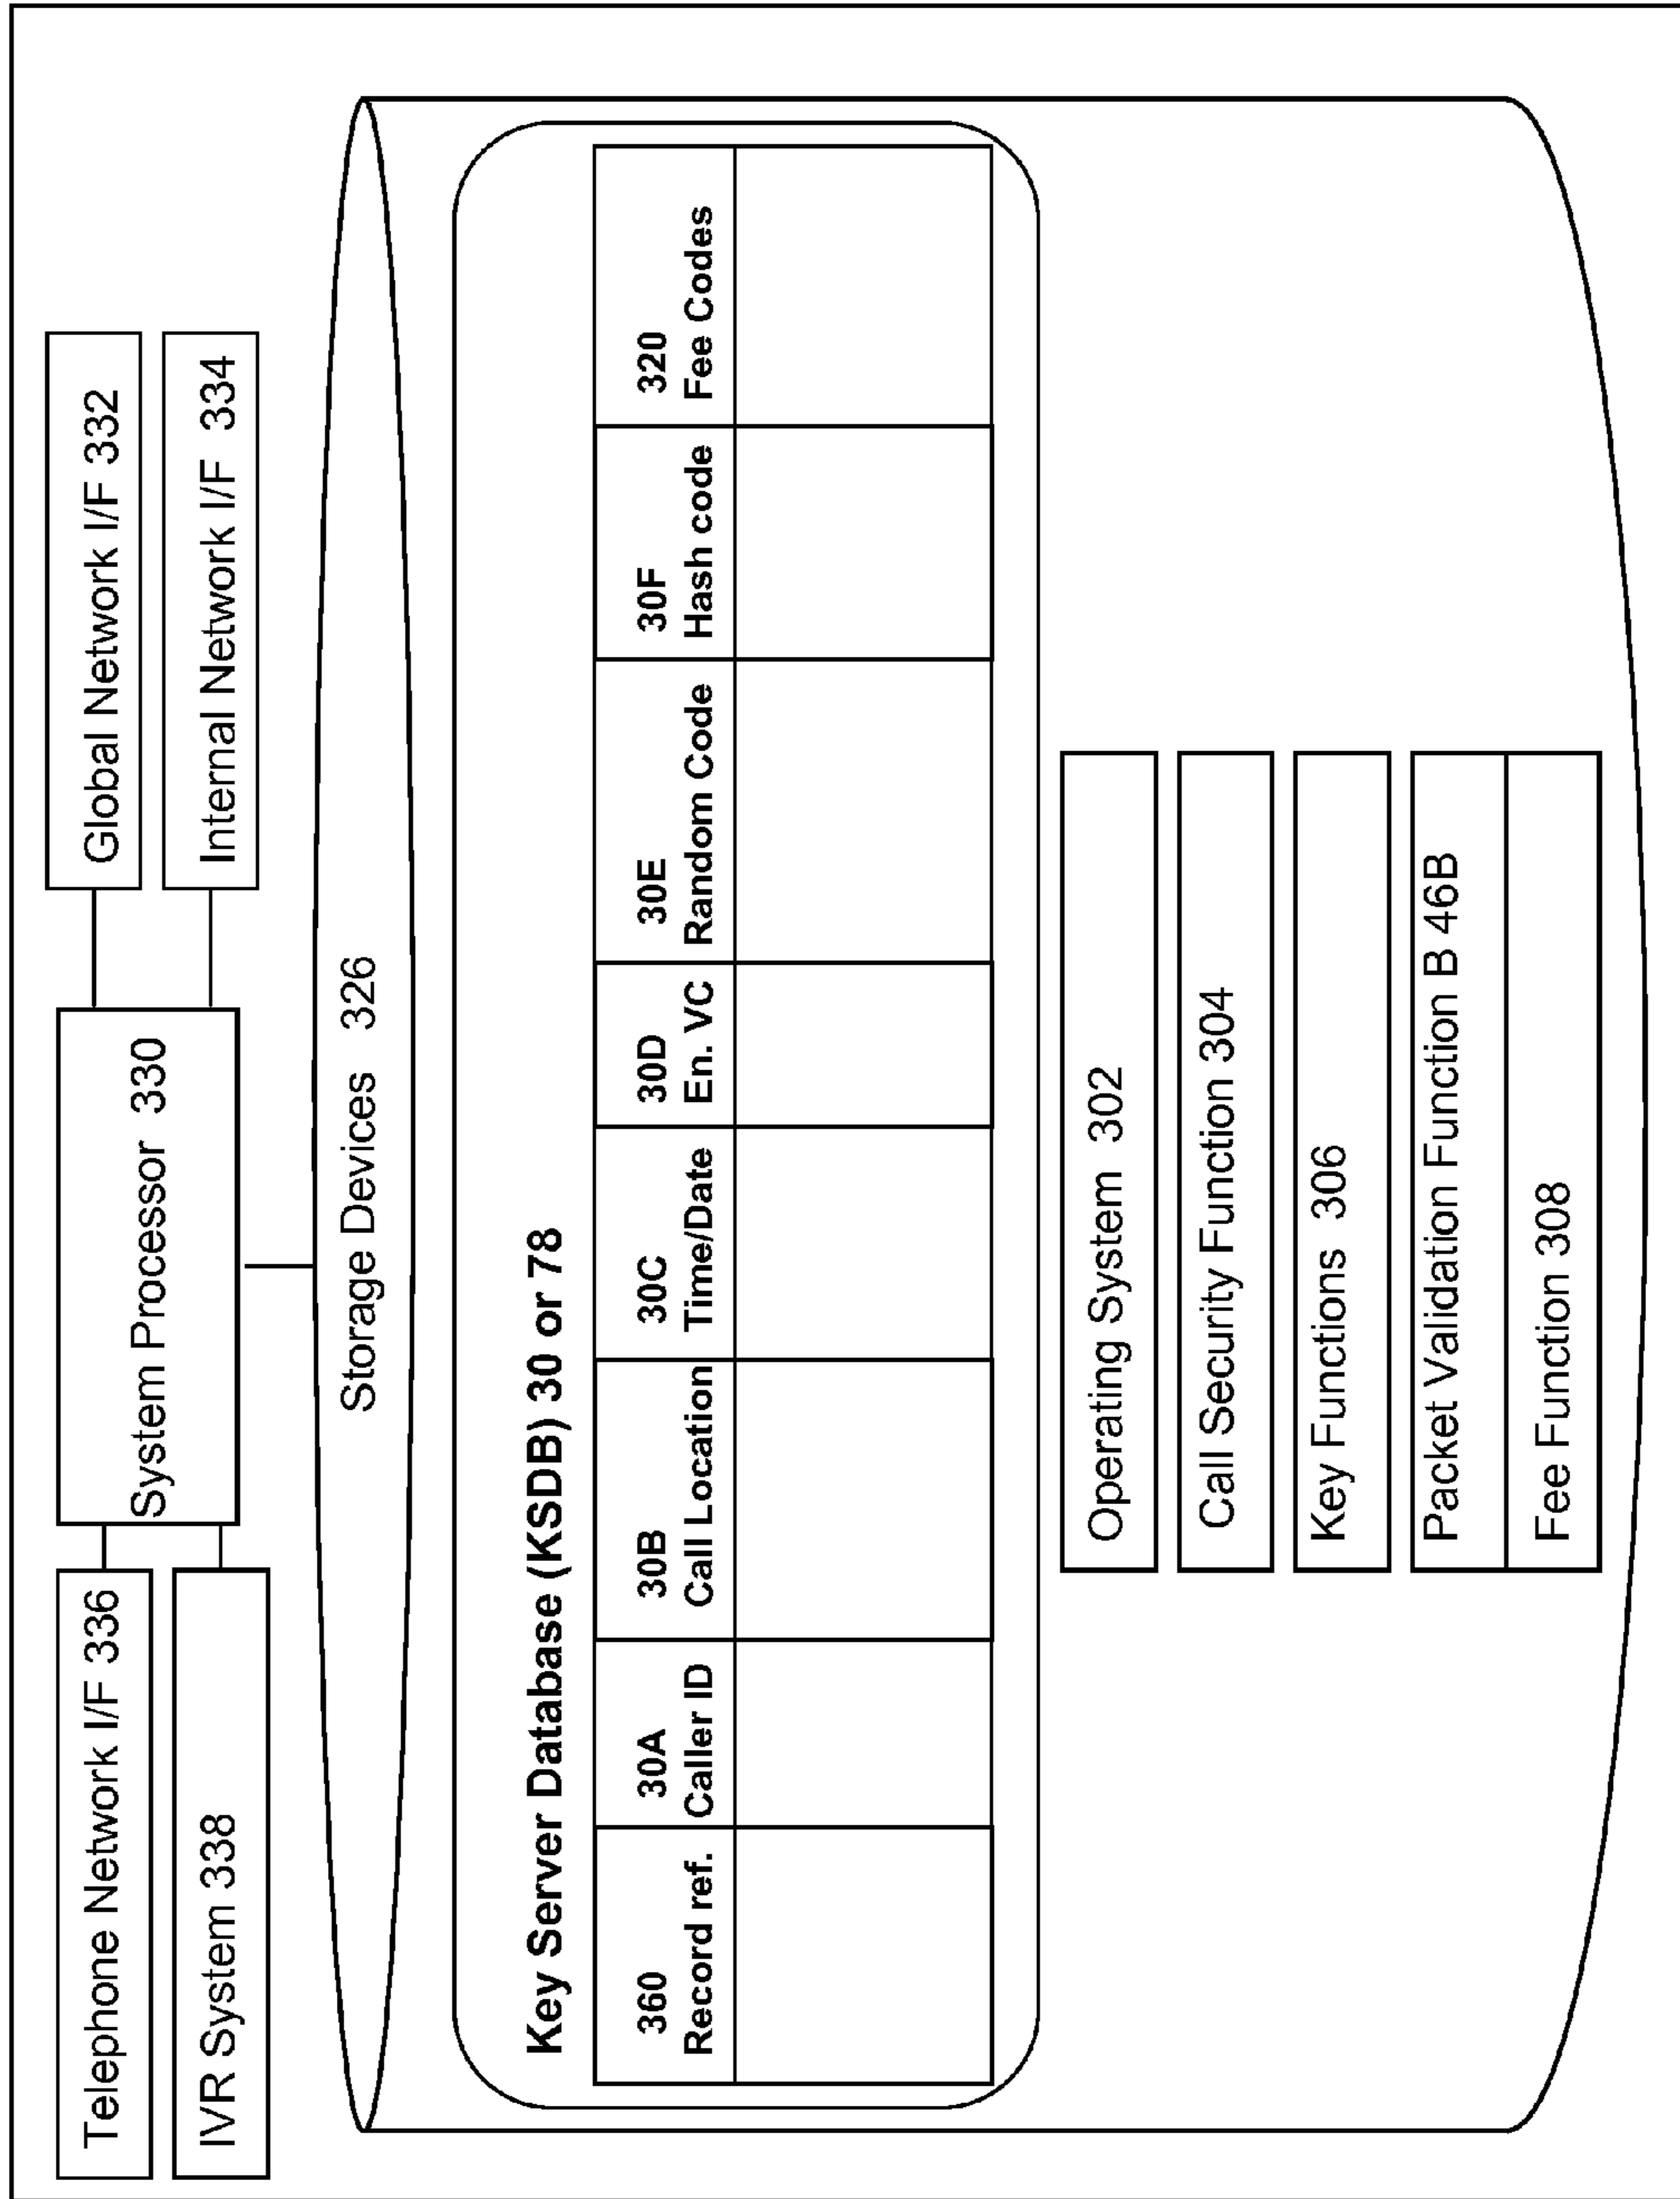 Telephone Network I/F 336
IVR System 338
System Processor 330
Global Network I/F 332
Internal Network I/F 334
Storage Devices 326
Key Server Database (KSDB) 30 or 78
360
Record ref.
30A
Caller ID
30B
Call Location
30C
Time/Date
30D
En. VC
30E
Random Code
30F
Hash code
320
Fee Codes
Operating System 302
Call Security Function 304
Key Functions 306
Packet Validation Function B 46B
Fee Function 308